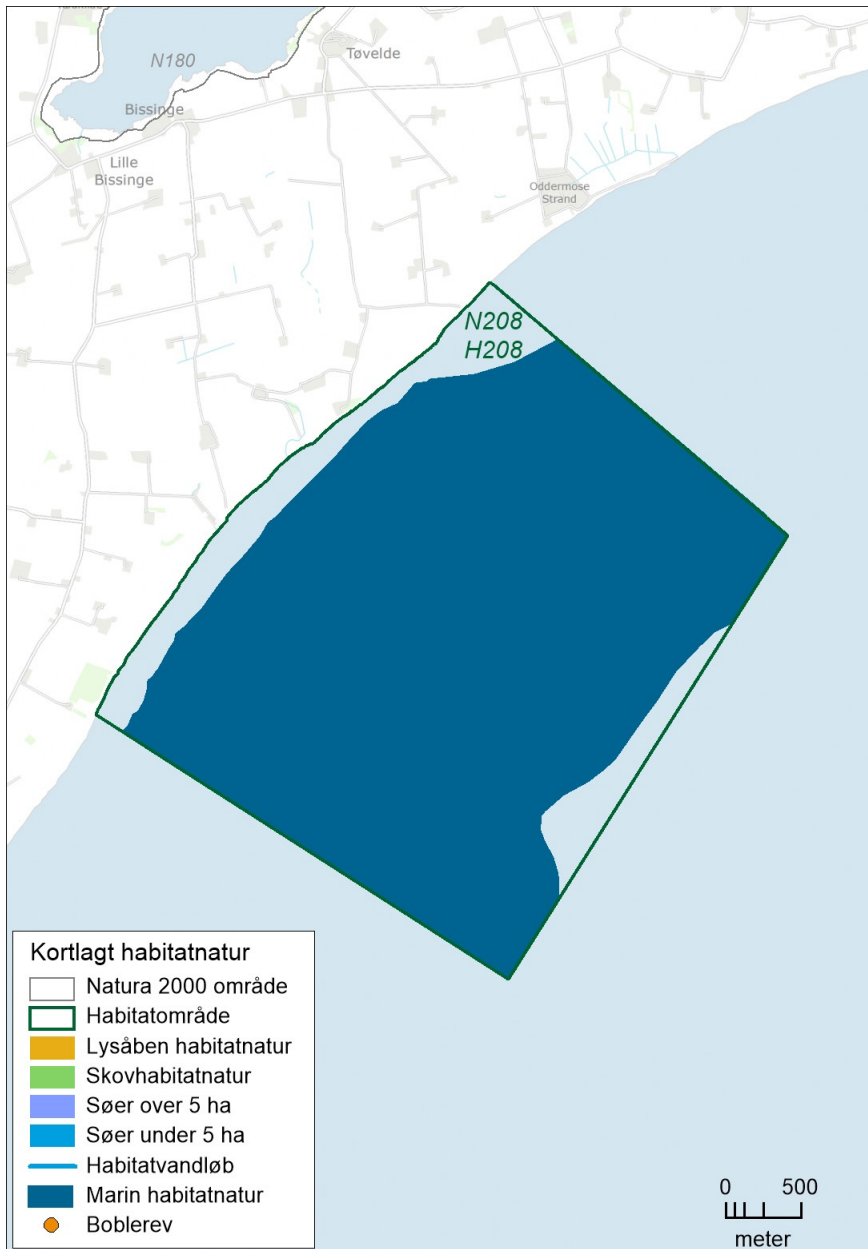 N180
Tøvelde
Bissinge
Lille
Bissinge
Oddermose
Strand
N208
H208
Kortlagt habitatnatur
Natura 2000 område
Habitatområde
Lysåben habitatnatur
Skovhabitatnatur
Søer over 5 ha
Søer under 5 ha
Habitatvandløb
Marin habitatnatur
Boblerev
0 500
meter